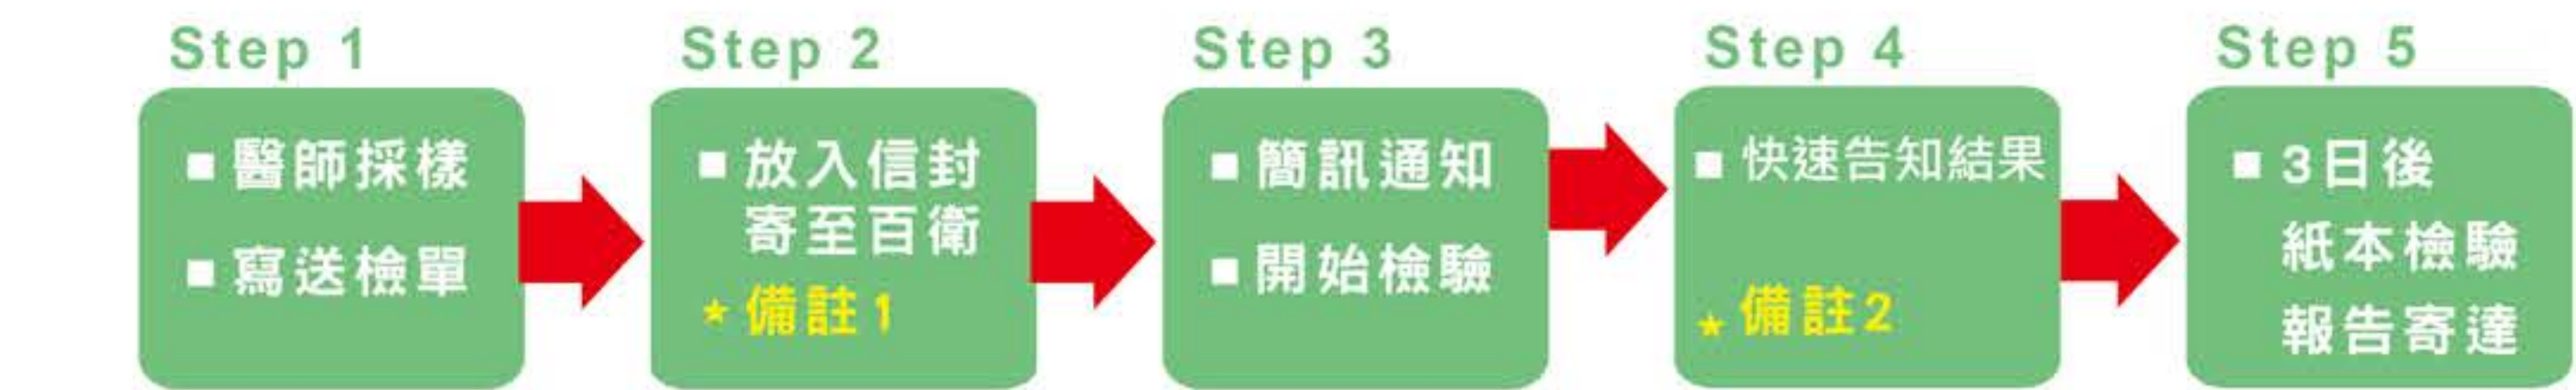 Step 1
■ 醫師採樣
■ 寫送檢單
Step 2
■ 放入信封
寄至百衛
★ 備註1
Step 3
■ 簡訊通知
■ 開始檢驗
Step 4
■ 快速告知結果
★ 備註2
Step 5
■ 3日後
紙本檢驗
報告寄達